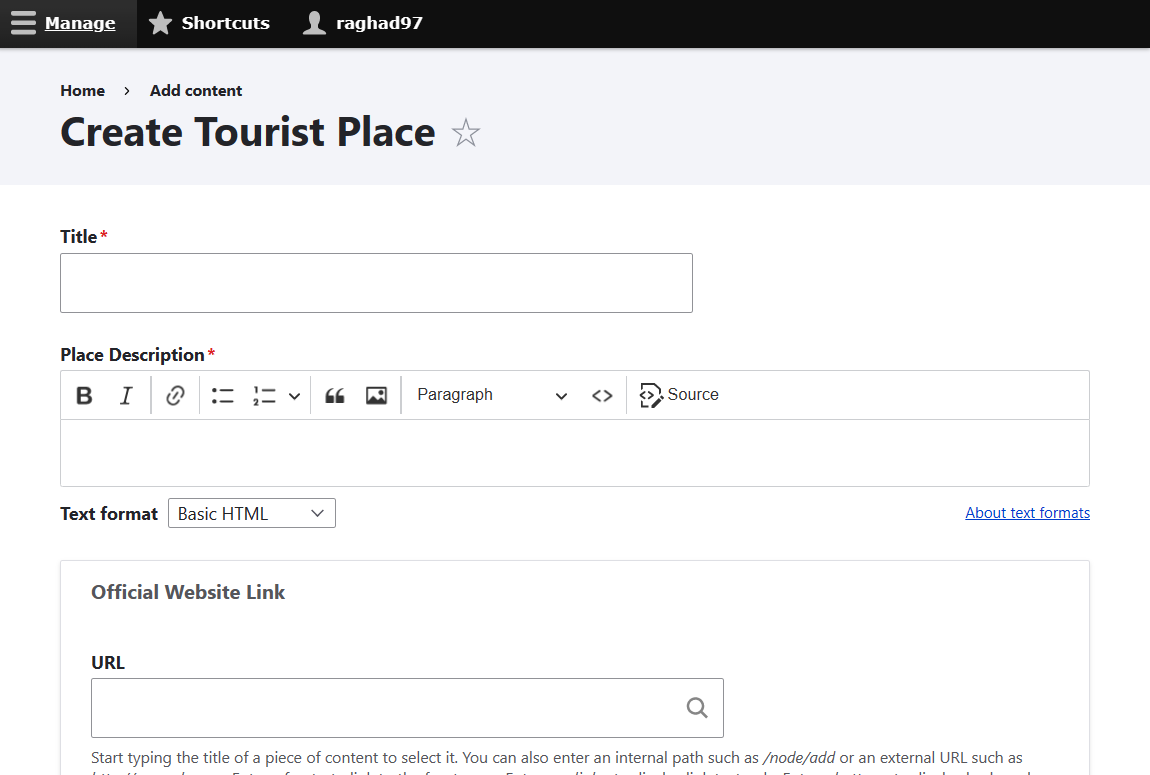 Manage Shortcuts raghad97
Home › Add content
Create Tourist Place
Title*
Place Description*
B I Paragraph Source
Text format Basic HTML About text formats
Official Website Link
URL
Start typing the title of a piece of content to select it. You can also enter an internal path such as /node/add or an external URL such as